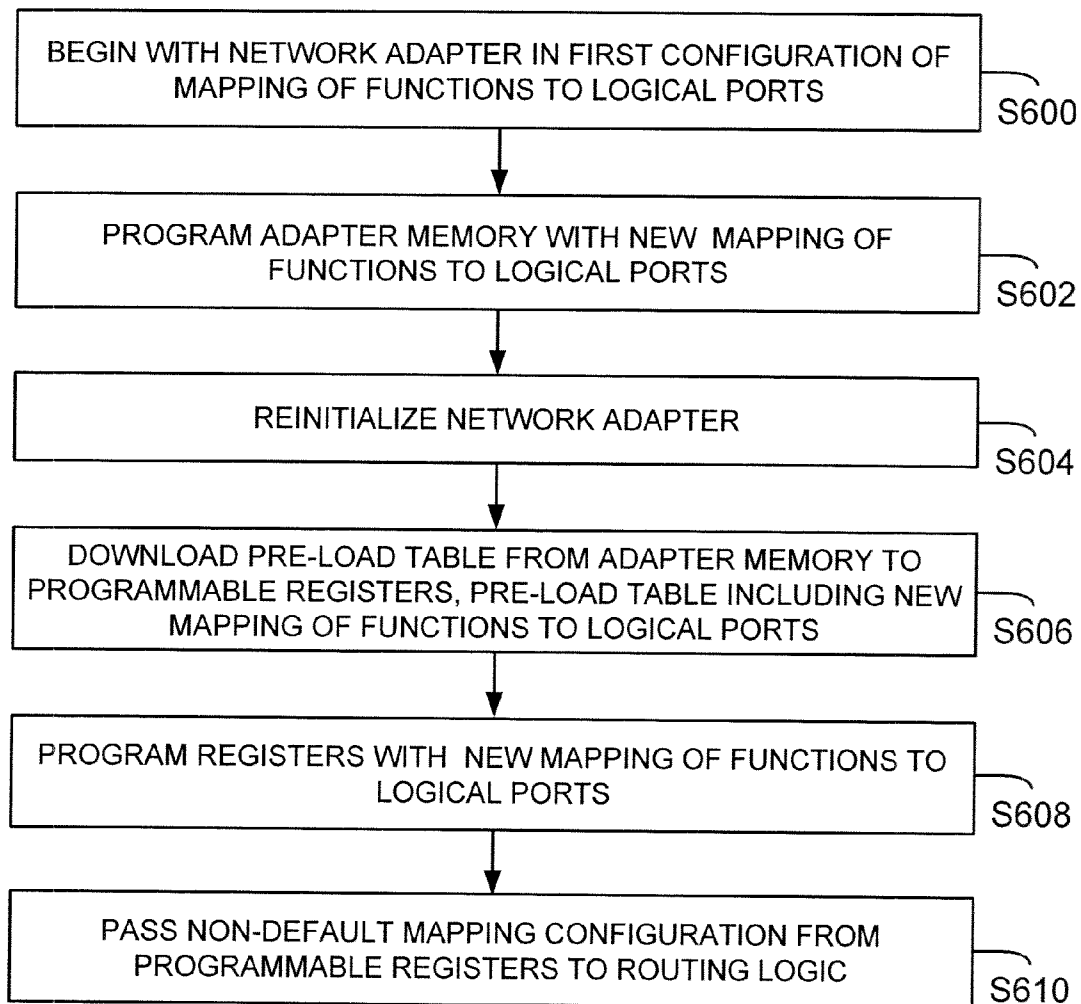 BEGIN WITH NETWORK ADAPTER IN FIRST CONFIGURATION OF
MAPPING OF FUNCTIONS TO LOGICAL PORTS
S600
PROGRAM ADAPTER MEMORY WITH NEW MAPPING OF
FUNCTIONS TO LOGICAL PORTS
S602
REINITIALIZE NETWORK ADAPTER
S604
DOWNLOAD PRE-LOAD TABLE FROM ADAPTER MEMORY TO
PROGRAMMABLE REGISTERS, PRE-LOAD TABLE INCLUDING NEW
MAPPING OF FUNCTIONS TO LOGICAL PORTS
S606
PROGRAM REGISTERS WITH NEW MAPPING OF FUNCTIONS TO
LOGICAL PORTS
S608
PASS NON-DEFAULT MAPPING CONFIGURATION FROM
PROGRAMMABLE REGISTERS TO ROUTING LOGIC
S610